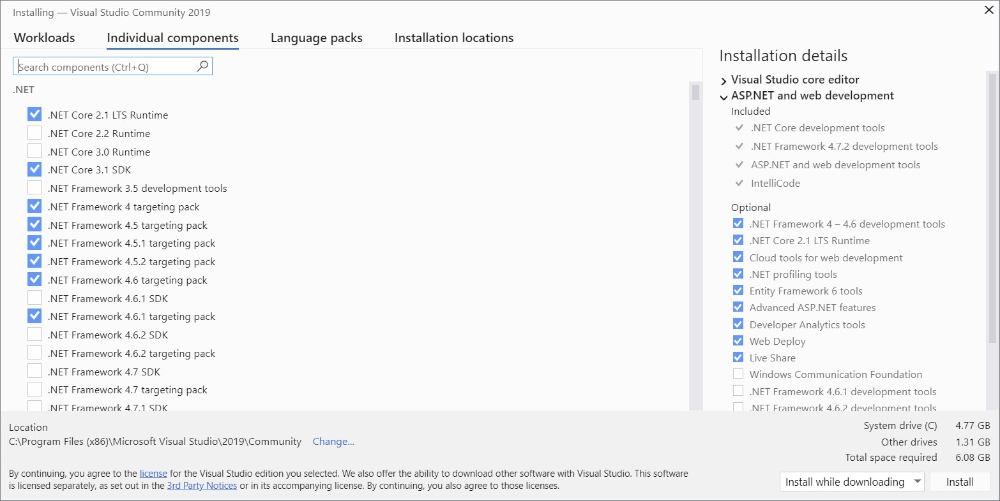 Installing — Visual Studio Community 2019
Workloads
Individual components
Language packs
Installation locations
Search components (Ctrl+Q)
.NET
.NET Core 2.1 LTS Runtime
.NET Core 2.2 Runtime
.NET Core 3.0 Runtime
.NET Core 3.1 SDK
.NET Framework 3.5 development tools
.NET Framework 4 targeting pack
.NET Framework 4.5 targeting pack
.NET Framework 4.5.1 targeting pack
.NET Framework 4.5.2 targeting pack
.NET Framework 4.6 targeting pack
.NET Framework 4.6.1 SDK
.NET Framework 4.6.1 targeting pack
.NET Framework 4.6.2 SDK
.NET Framework 4.6.2 targeting pack
.NET Framework 4.7 SDK
.NET Framework 4.7 targeting pack
.NET Framework 4.7.1 SDK
Installation details
Visual Studio core editor
ASP.NET and web development
Included
.NET Core development tools
.NET Framework 4.7.2 development tools
ASP.NET and web development tools
IntelliCode
Optional
.NET Framework 4 – 4.6 development tools
.NET Core 2.1 LTS Runtime
Cloud tools for web development
.NET profiling tools
Entity Framework 6 tools
Advanced ASP.NET features
Developer Analytics tools
Web Deploy
Live Share
Windows Communication Foundation
.NET Framework 4.6.1 development tools
.NET Framework 4.6.2 development tools
Location
C:\Program Files (x86)\Microsoft Visual Studio\2019\Community Change...
By continuing, you agree to the license for the Visual Studio edition you selected. We also offer the ability to download other software with Visual Studio. This software
is licensed separately, as set out in the 3rd Party Notices or in its accompanying license. By continuing, you also agree to those licenses.
System drive (C) 4.77 GB
Other drives 1.31 GB
Total space required 6.08 GB
Install while downloading
Install